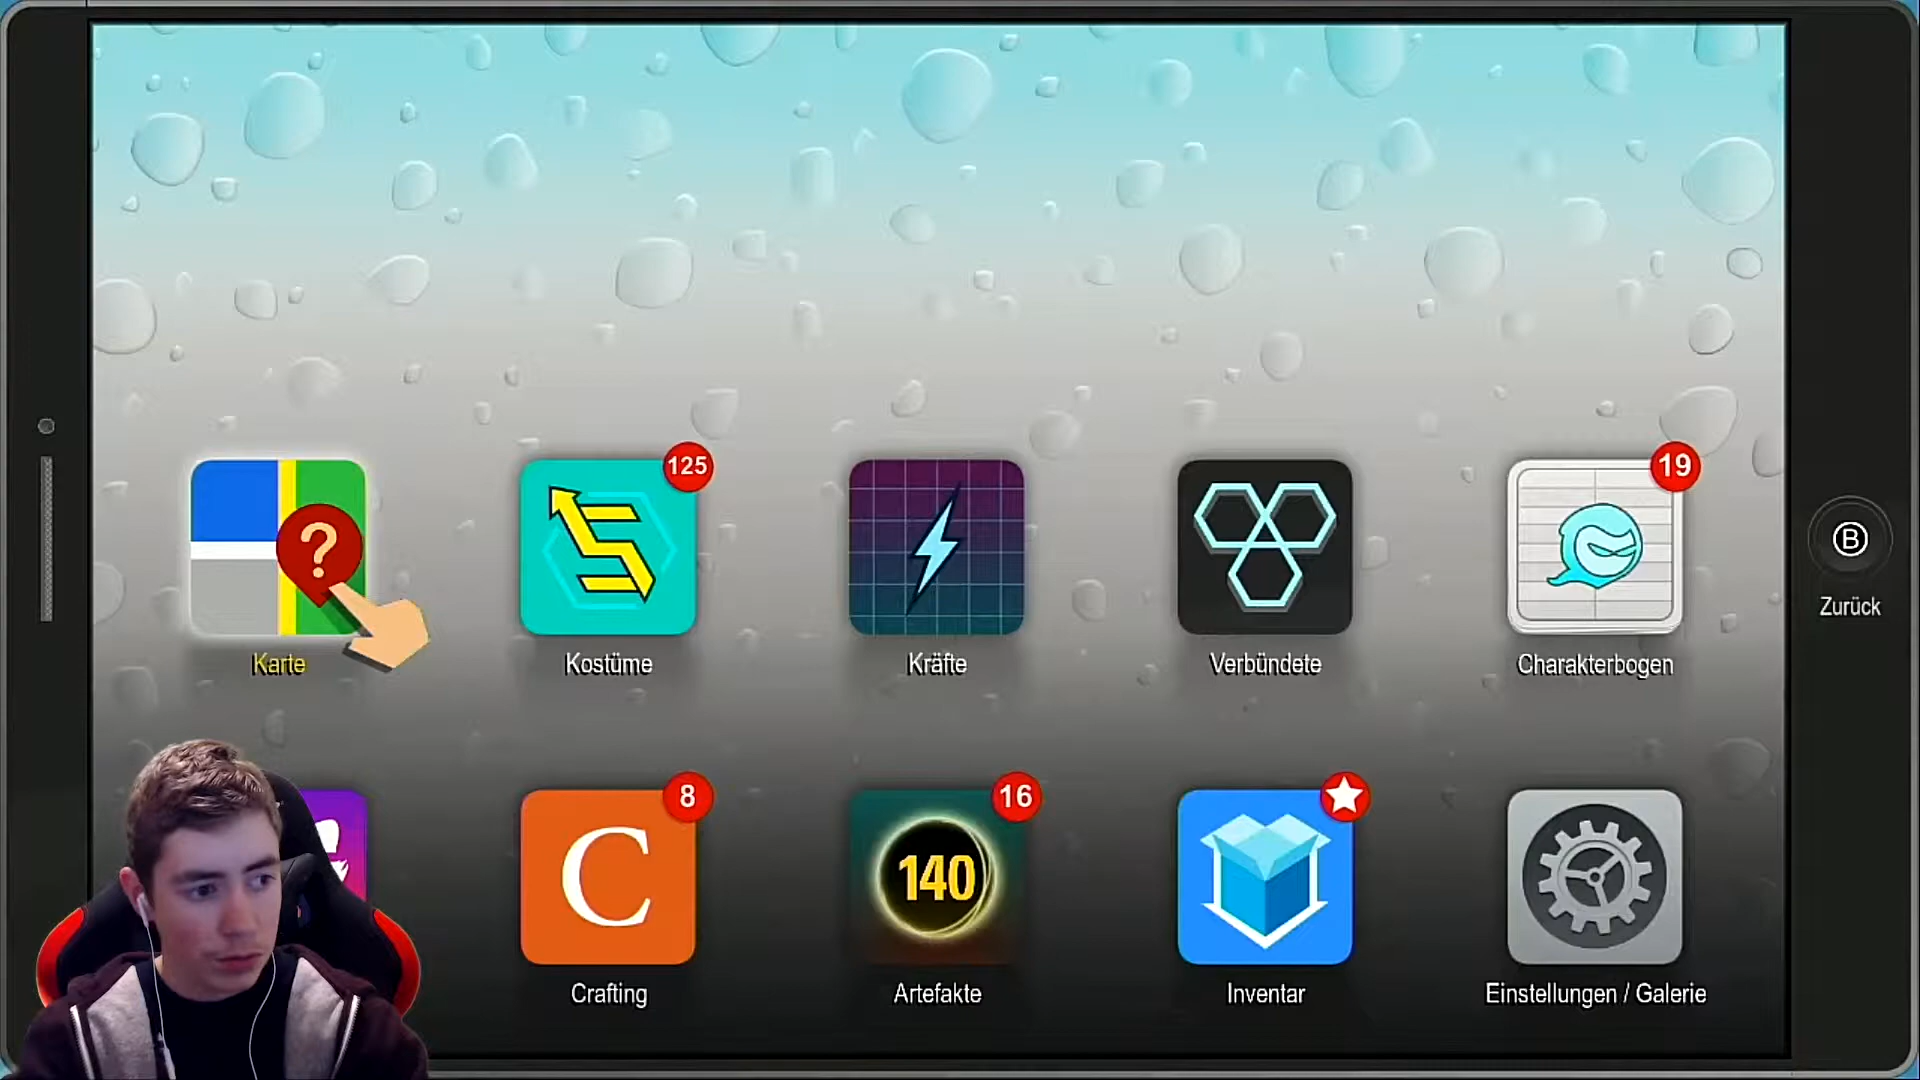 125
19
?
Karte
Kostüme
Kräfte
Verbündete
Charakterbogen
B
Zurück
8
16
C
140
Crafting
Artefakte
Inventar
Einstellungen / Galerie